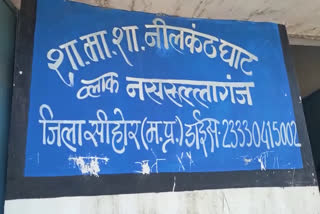 शा.मा.शा.नीलकंठ घाट
ब्लाक नसरुल्लागंज
जिला सीहोर (म.प्र.) डाईस-23330415002